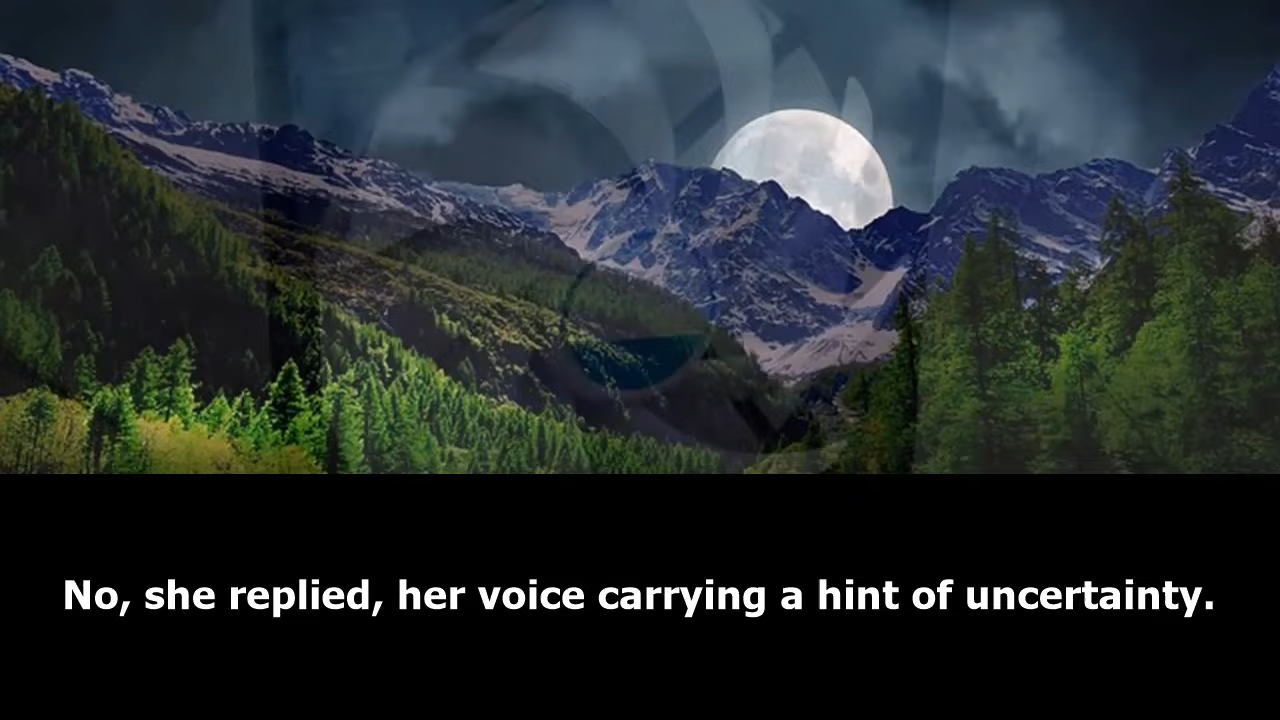 No, she replied, her voice carrying a hint of uncertainty.